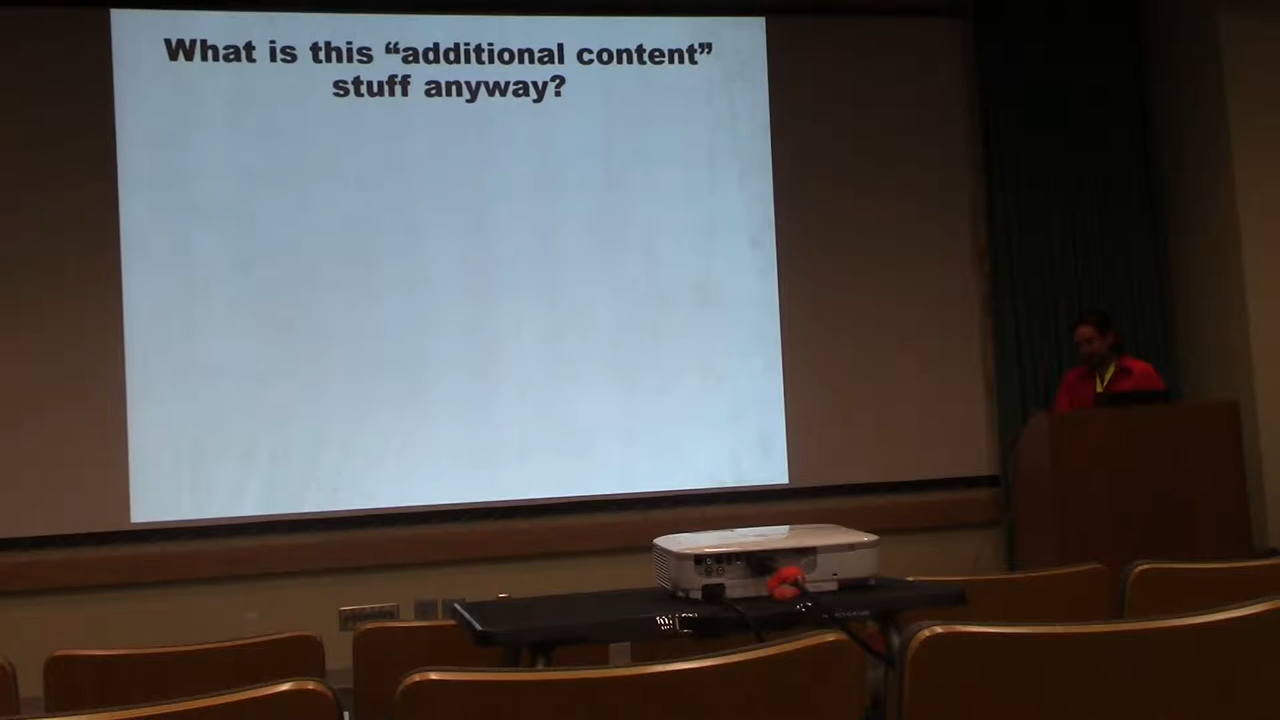 What is this “additional content”
stuff anyway?